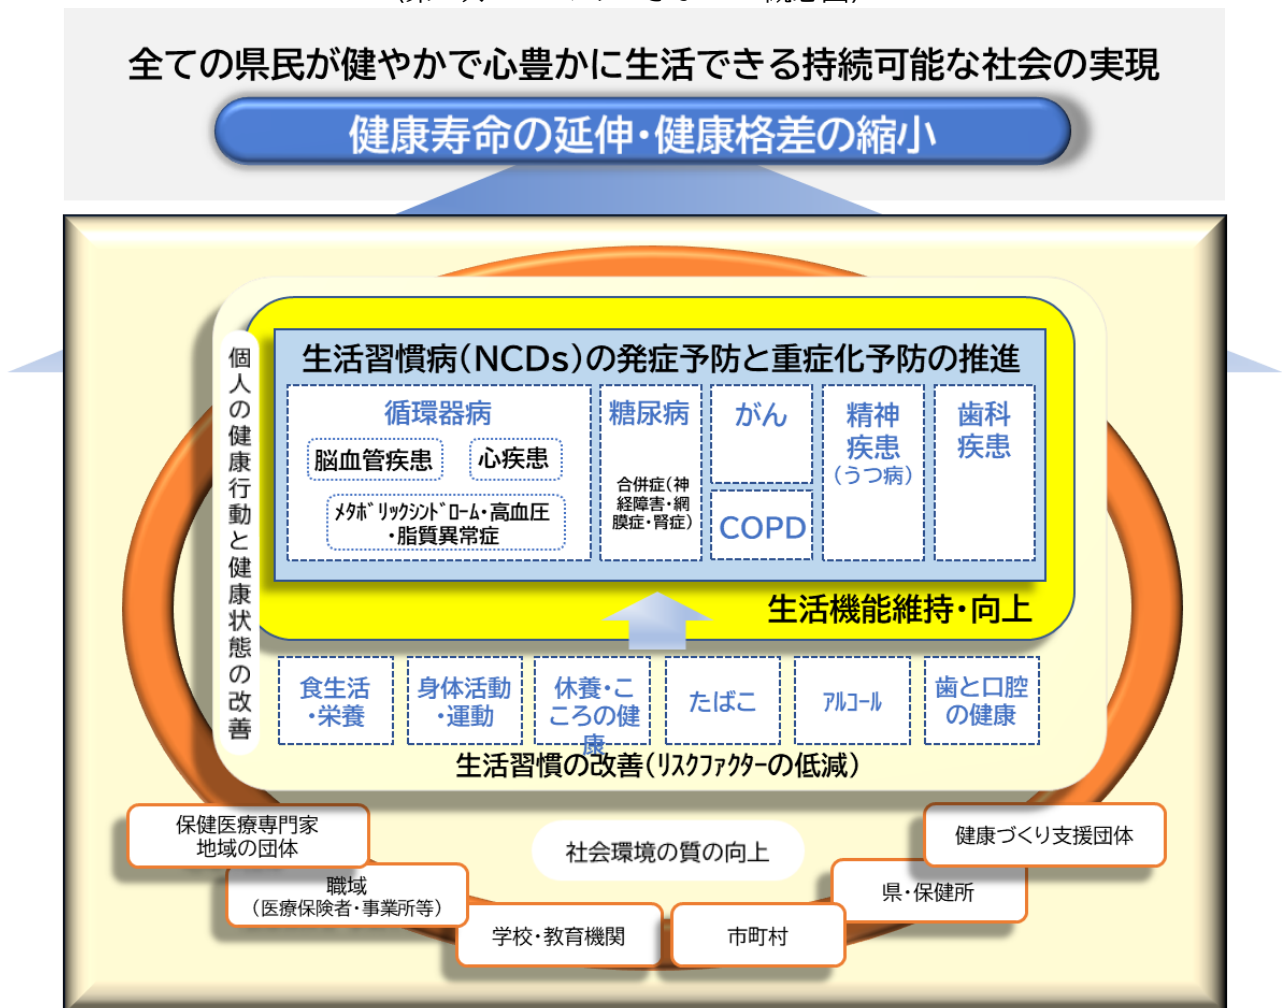 全ての県民が健やかで心豊かに生活できる持続可能な社会の実現
健康寿命の延伸・健康格差の縮小
個人の健康行動と健康状態の改善
生活習慣病(NCDs)の発症予防と重症化予防の推進
循環器病
脳血管疾患
心疾患
ﾒﾀﾎﾞﾘｯｸｼﾝﾄﾞﾛｰﾑ・高血圧
・脂質異常症
糖尿病
合併症(神
経障害・網
膜症・腎症)
がん
COPD
精神
疾患
(うつ病)
歯科
疾患
生活機能維持・向上
食生活
・栄養
身体活動
・運動
休養・こ
ころの健
康
たばこ
ｱﾙｺｰﾙ
歯と口腔
の健康
生活習慣の改善(ﾘｽｸﾌｧｸﾀｰの低減)
社会環境の質の向上
保健医療専門家
地域の団体
職域
(医療保険者・事業所等)
学校・教育機関
市町村
県・保健所
健康づくり支援団体